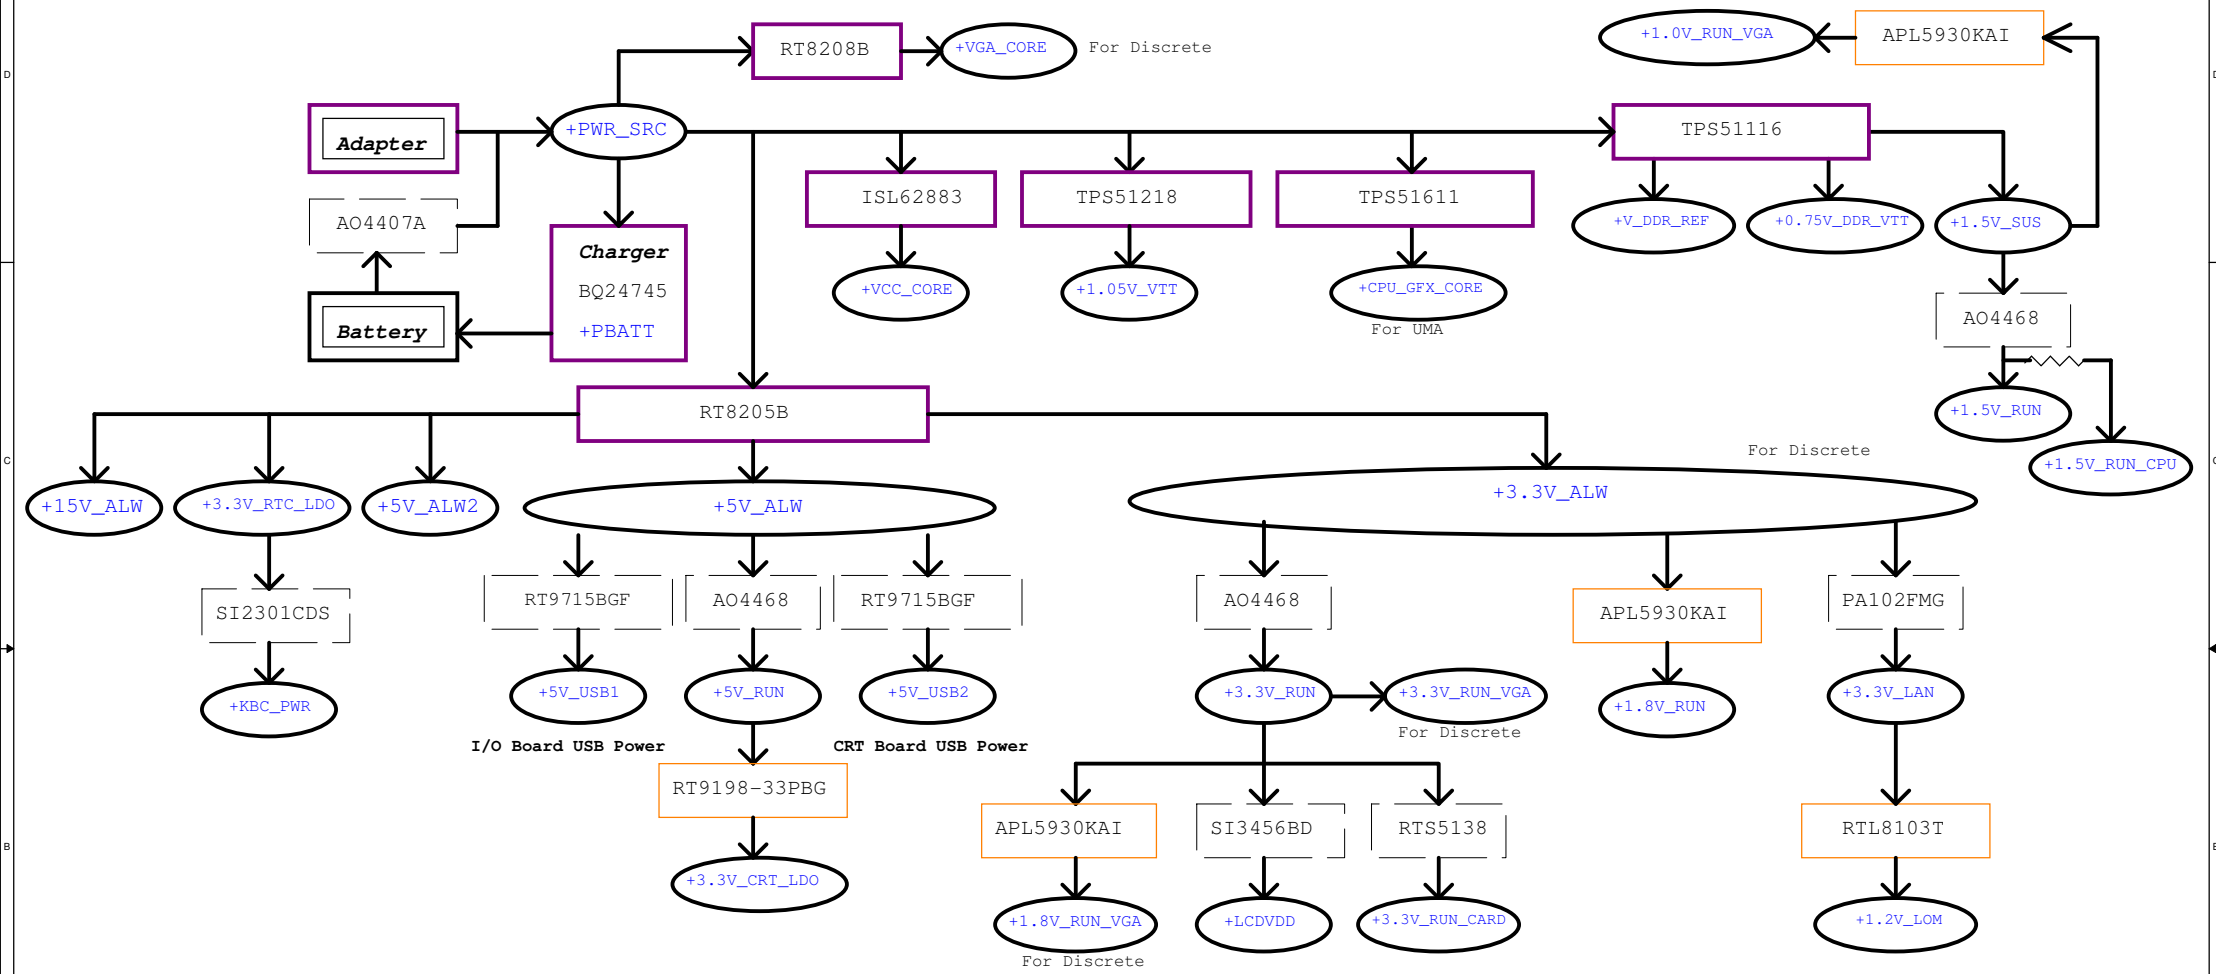 +1.0V_RUN_VGA
APL5930KAI
RT8208B
+VGA_CORE
For Discrete
D
D
Adapter
+PWR_SRC
TPS51116
AO4407A
ISL62883
TPS51218
TPS51611
+V_DDR_REF
+0.75V_DDR_VTT
+1.5V_SUS
Charger
BQ24745
+PBATT
Battery
+VCC_CORE
+1.05V_VTT
+CPU_GFX_CORE
For UMA
AO4468
RT8205B
+1.5V_RUN
For Discrete
C
C
+1.5V_RUN_CPU
+15V_ALW
+3.3V_RTC_LDO
+5V_ALW2
+5V_ALW
+3.3V_ALW
SI2301CDS
RT9715BGF
AO4468
RT9715BGF
AO4468
APL5930KAI
PA102FMG
+KBC_PWR
+5V_USB1
+5V_RUN
+5V_USB2
+3.3V_RUN
+3.3V_RUN_VGA
+1.8V_RUN
+3.3V_LAN
For Discrete
I/O Board USB Power
CRT Board USB Power
RT9198-33PBG
APL5930KAI
SI3456BD
RTS5138
RTL8103T
B
B
+3.3V_CRT_LDO
+1.8V_RUN_VGA
+LCDVDD
+3.3V_RUN_CARD
+1.2V_LOM
For Discrete